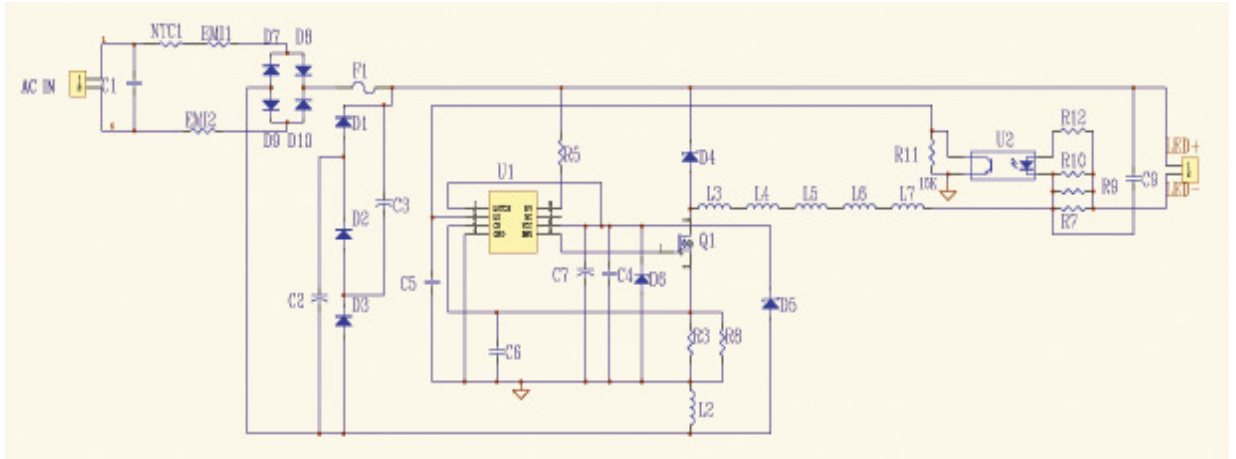 NTC1
EMI1
D7
D8
AC IN
C1
F1
EMI2
D9
D10
D1
D2
D3
C2
C3
R5
U1
C5
C6
C7
C4
D6
D4
Q1
D5
R3
R8
L2
L3
L4
L5
L6
L7
R11
15K
U2
R12
R10
R9
R7
C9
LED+
LED-